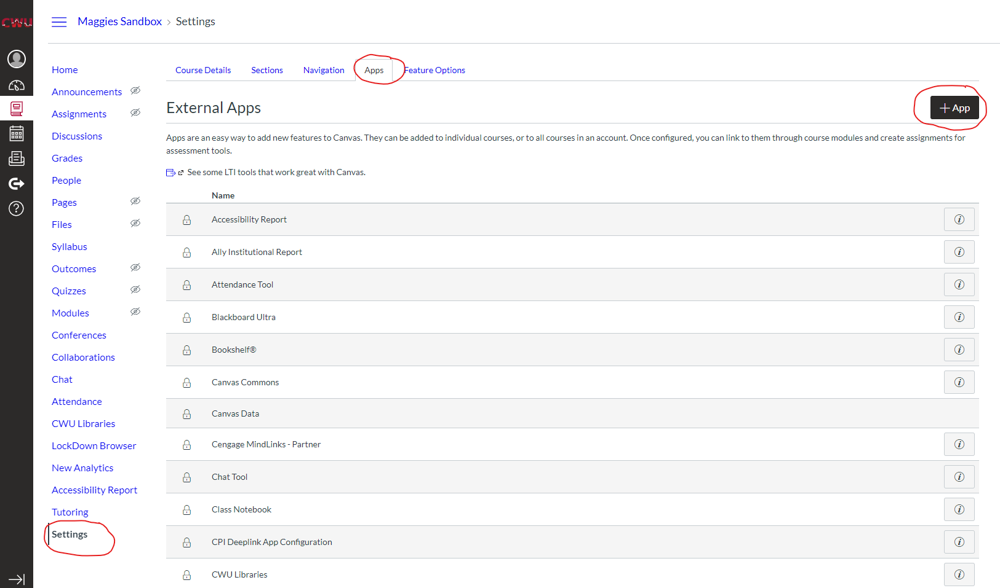 CWU
Maggies Sandbox > Settings
Home
Announcements
Assignments
Discussions
Grades
People
Pages
Files
Syllabus
Outcomes
Quizzes
Modules
Conferences
Collaborations
Chat
Attendance
CWU Libraries
LockDown Browser
New Analytics
Accessibility Report
Tutoring
Settings
Course Details Sections Navigation Apps Feature Options
External Apps
+ App
Apps are an easy way to add new features to Canvas. They can be added to individual courses, or to all courses in an account. Once configured, you can link to them through course modules and create assignments for
assessment tools.
See some LTI tools that work great with Canvas.
Name
Accessibility Report
Ally Institutional Report
Attendance Tool
Blackboard Ultra
Bookshelf®
Canvas Commons
Canvas Data
Cengage MindLinks - Partner
Chat Tool
Class Notebook
CPI Deeplink App Configuration
CWU Libraries